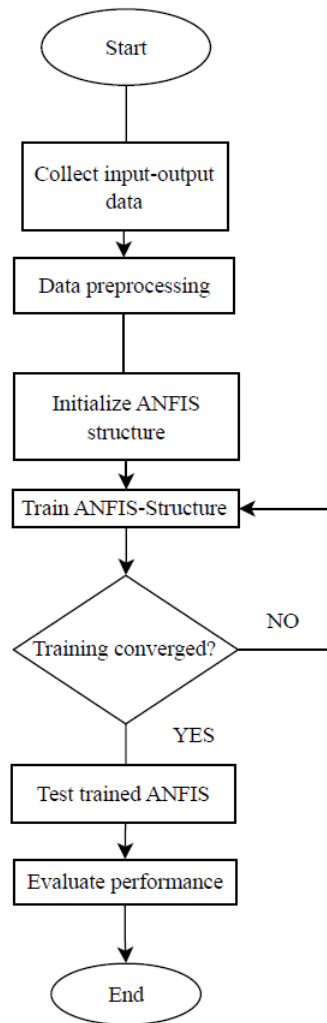 Start
Collect input-output
data
Data preprocessing
Initialize ANFIS
structure
Train ANFIS-Structure
Training converged?
NO
YES
Test trained ANFIS
Evaluate performance
End